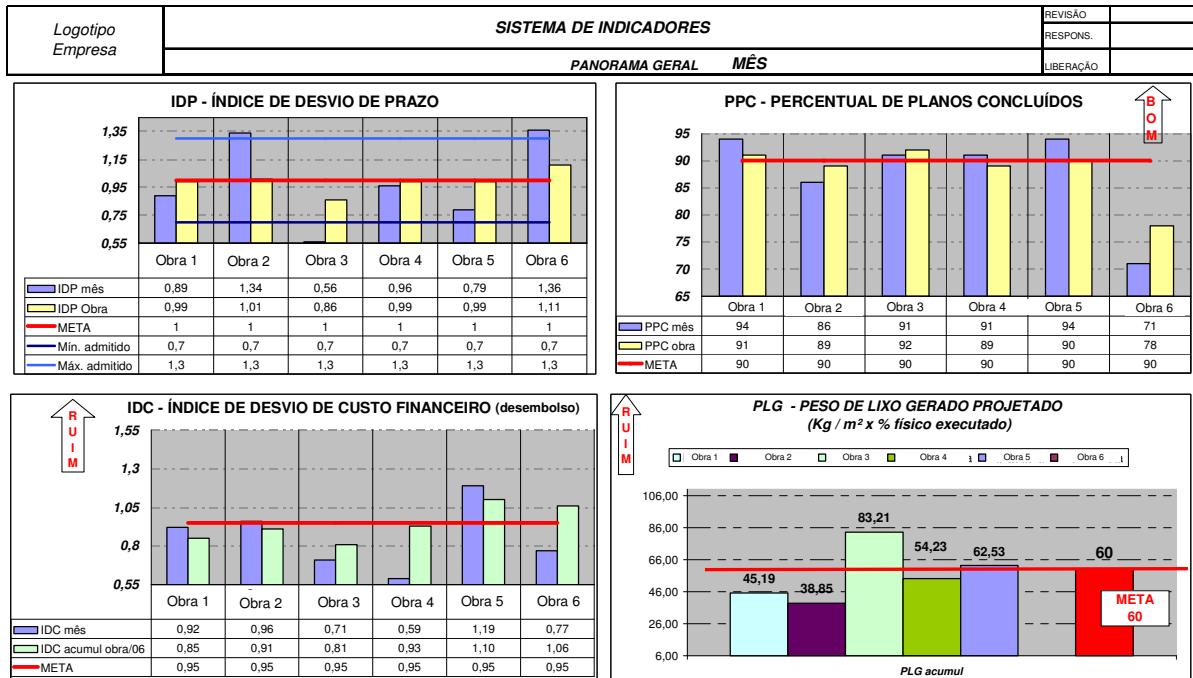 Logotipo
Empresa
SISTEMA DE INDICADORES
PANORAMA GERAL MÊS
REVISÃO
RESPONS.
LIBERAÇÃO
IDP - ÍNDICE DE DESVIO DE PRAZO
1,35
1,15
0,95
0,75
0,55
Obra 1 Obra 2 Obra 3 Obra 4 Obra 5 Obra 6
IDP mês 0,89 1,34 0,56 0,96 0,79 1,36
IDP Obra 0,99 1,01 0,86 0,99 0,99 1,11
META 1 1 1 1 1 1
Mín. admitido 0,7 0,7 0,7 0,7 0,7 0,7
Máx. admitido 1,3 1,3 1,3 1,3 1,3 1,3
PPC - PERCENTUAL DE PLANOS CONCLUÍDOS
BOM
95
90
85
80
75
70
65
Obra 1 Obra 2 Obra 3 Obra 4 Obra 5 Obra 6
PPC mês 94 86 91 91 94 71
PPC obra 91 89 92 89 90 78
META 90 90 90 90 90 90
RUIM
IDC - ÍNDICE DE DESVIO DE CUSTO FINANCEIRO (desembolso)
1,55
1,3
1,05
0,8
0,55
Obra 1 Obra 2 Obra 3 Obra 4 Obra 5 Obra 6
IDC mês 0,92 0,96 0,71 0,59 1,19 0,77
IDC acumul obra/06 0,85 0,91 0,81 0,93 1,10 1,06
META 0,95 0,95 0,95 0,95 0,95 0,95
RUIM
PLG - PESO DE LIXO GERADO PROJETADO
(Kg / m² x % físico executado)
Obra 1 Obra 2 Obra 3 Obra 4 Obra 5 Obra 6
106,00
86,00
66,00
46,00
26,00
6,00
45,19
38,85
83,21
54,23
62,53
60
META
60
PLG acumul